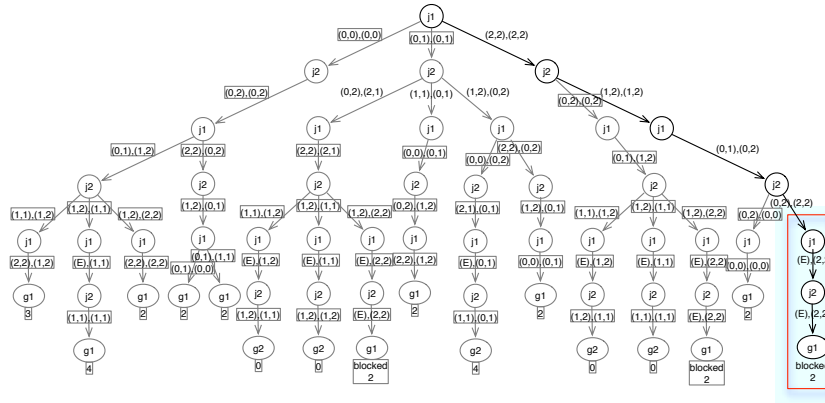 j1
(0,0),(0,0) (0,1),(0,1) (2,2),(2,2)
j2 j2 j2
(0,2),(0,2) (0,2),(2,1) (1,1),(0,1) (1,2),(0,2) (0,2),(0,2) (1,2),(1,2)
j1 j1 j1 j1 j1 j1
(0,1),(1,2) (2,2),(0,2) (2,2),(2,1) (0,0),(0,1) (0,0),(0,2) (2,2),(0,2) (0,1),(1,2) (0,1),(0,2)
j2 j2 j2 j2 j2 j2 j2 j2
(1,1),(1,2) (1,2),(1,1) (1,2),(2,2) (1,2),(0,1) (1,1),(1,2) (1,2),(1,1) (1,2),(2,2) (0,2),(1,2) (2,1),(0,1) (1,2),(0,1) (1,1),(1,2) (1,2),(1,1) (1,2),(2,2) (0,2),(0,0) (0,2),(2,2)
j1 j1 j1 j1 j1 j1 j1 j1 j1 j1 j1 j1 j1 j1 j1
(2,2),(1,2) (E),(1,1) (2,2),(2,2) (0,1),(0,0) (0,1),(1,1) (E),(1,2) (E),(1,1) (E),(2,2) (2,2),(1,2) (E),(0,1) (0,0),(0,1) (E),(1,2) (E),(1,1) (E),(2,2) (0,0),(0,0) (E),(2,2
g1 j2 g1 g1 g1 j2 j2 j2 g1 j2 g1 j2 j2 j2 g1 j2
3 2 2 2 2 2 2
(1,1),(1,1) (1,2),(1,1) (1,2),(1,2) (E),(2,2) (1,1),(0,1) (1,2),(1,1) (1,1),(1,2) (E),(2,2) (E),(2,2
g1 g2 g2 g1 g1 g2 g2 g1 g1
4 0 0 blocked 4 0 0 blocked blocked
2 2 2